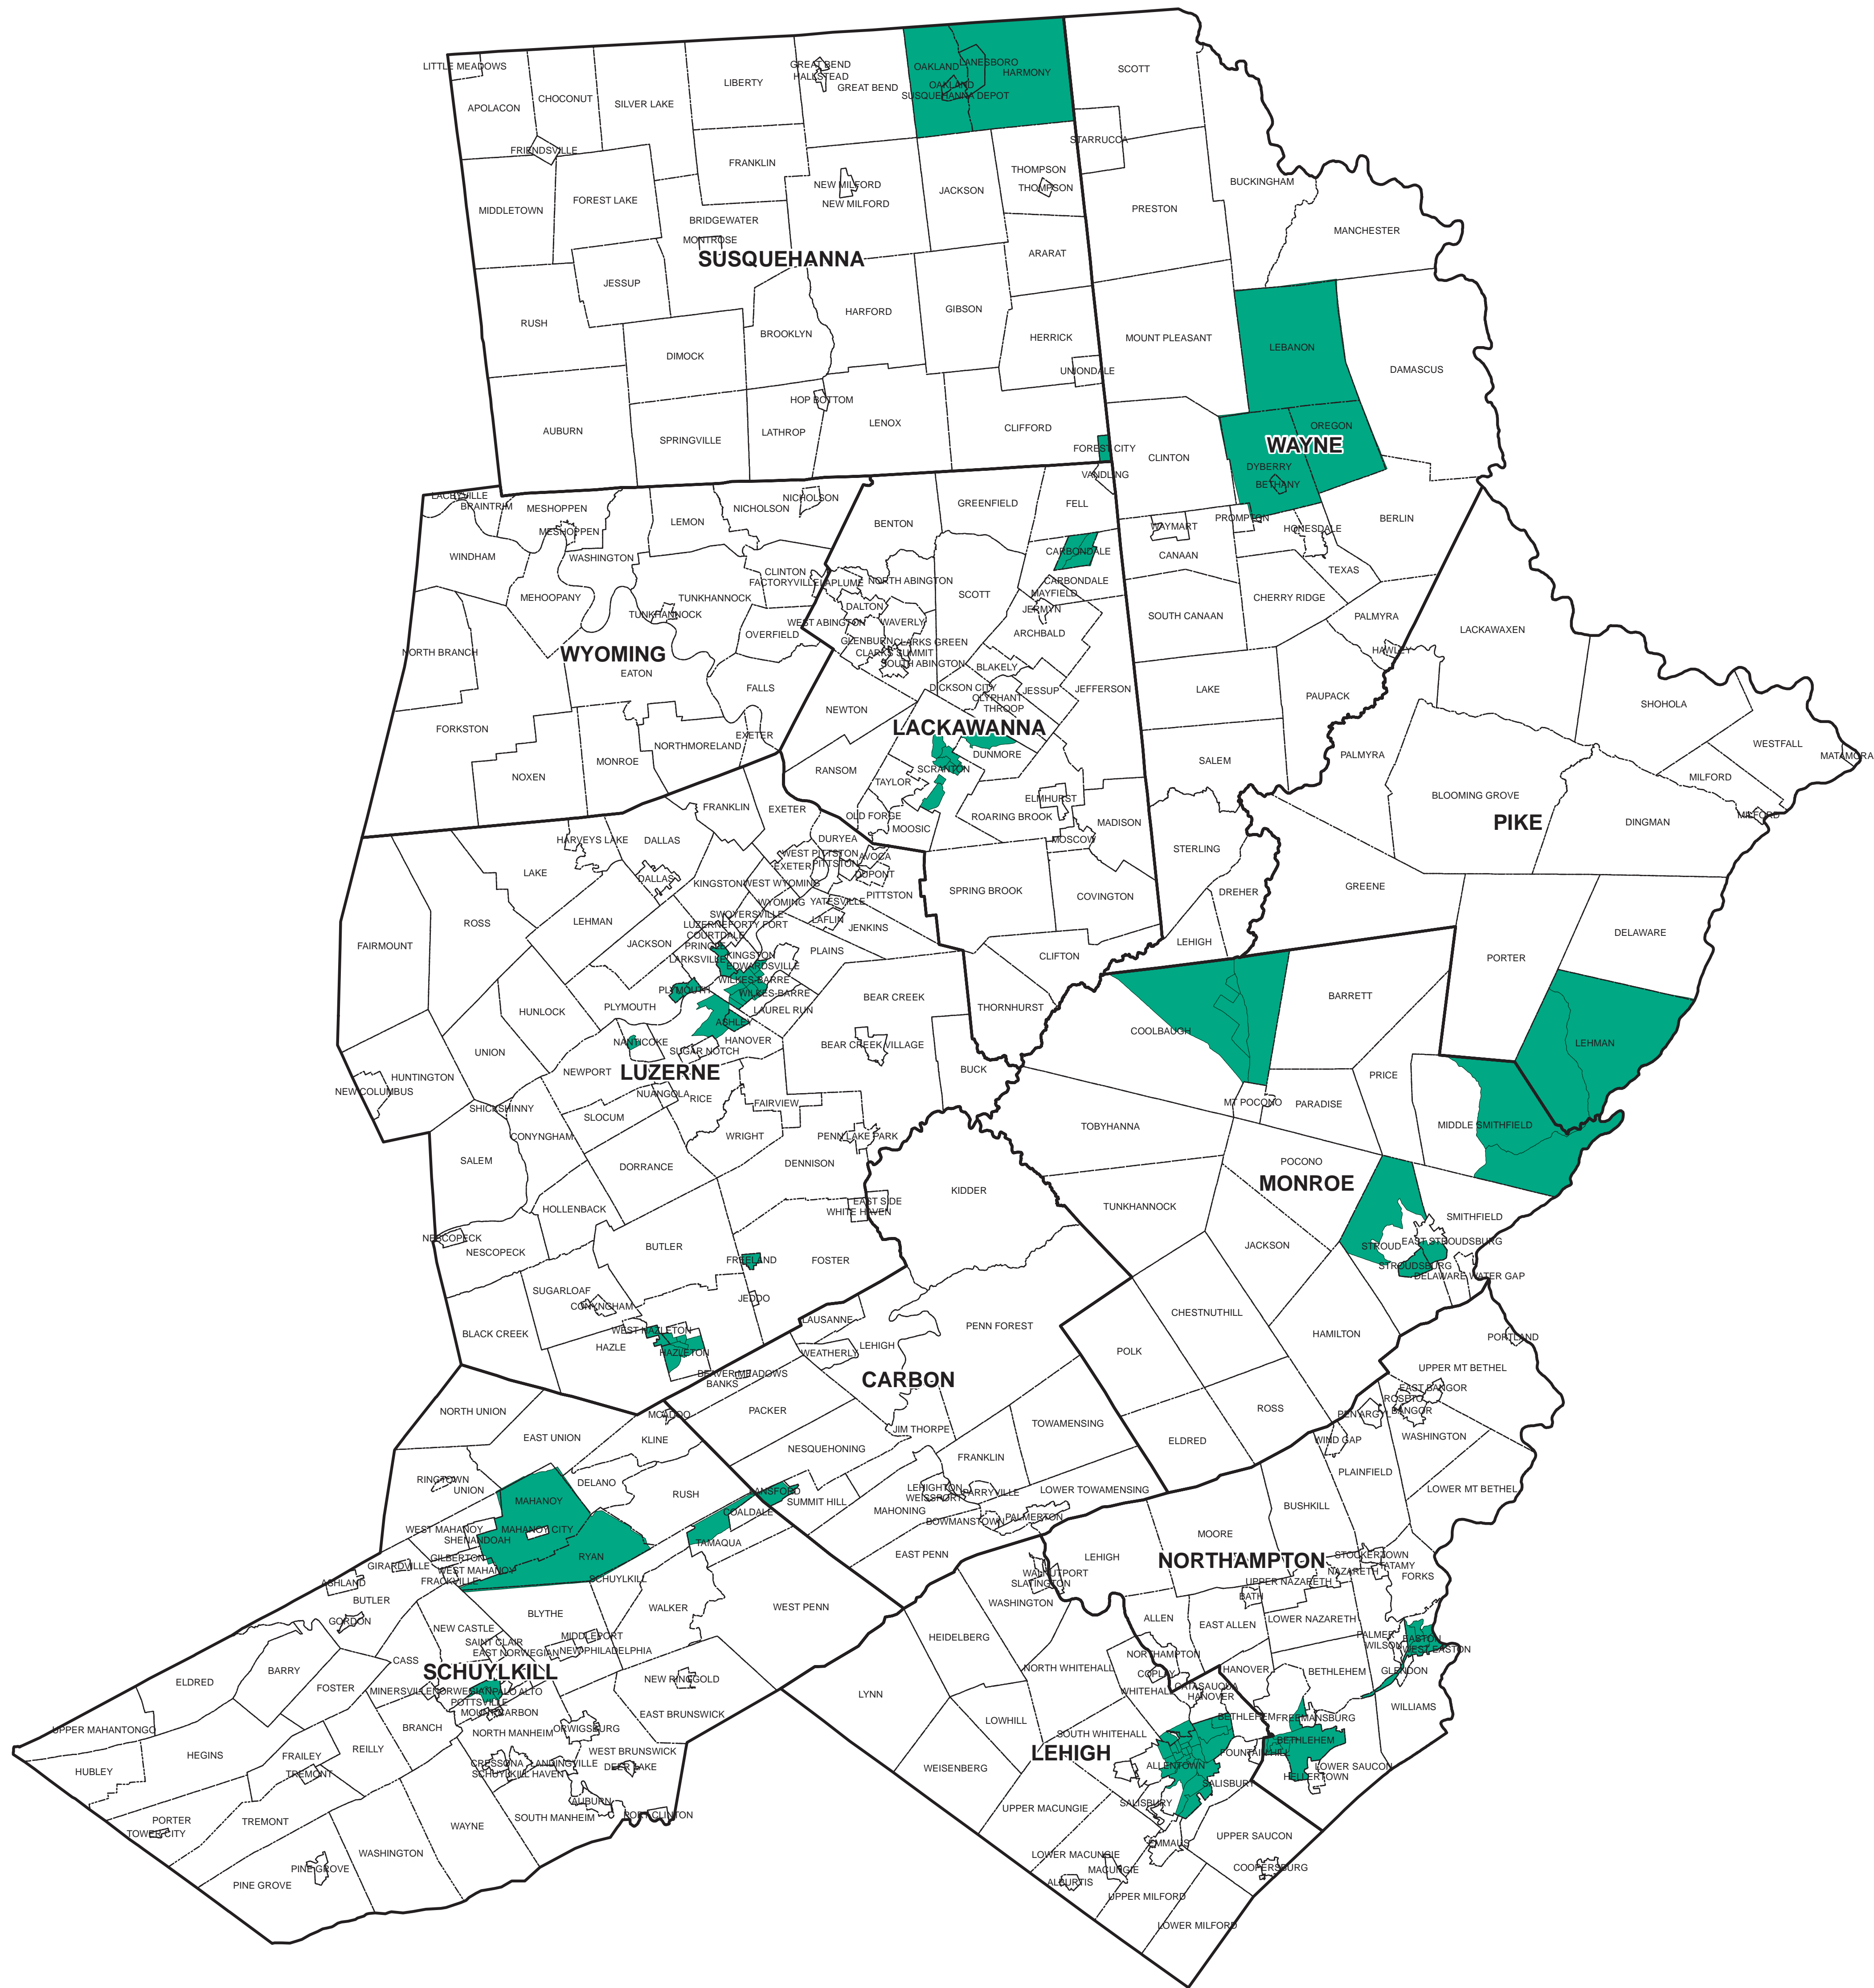 LITTLE MEADOWS
APOLACON
CHOCONUT
SILVER LAKE
LIBERTY
GREAT BEND
HALLSTEAD
GREAT BEND
OAKLAND
LANESBORO
HARMONY
OAKLAND
SUSQUEHANNA DEPOT
SCOTT
FRIENDSVILLE
FRANKLIN
STARRUCCA
THOMPSON
THOMPSON
BUCKINGHAM
MIDDLETOWN
FOREST LAKE
NEW MILFORD
NEW MILFORD
JACKSON
PRESTON
BRIDGEWATER
MONTROSE
SUSQUEHANNA
ARARAT
MANCHESTER
RUSH
JESSUP
HARFORD
GIBSON
BROOKLYN
HERRICK
MOUNT PLEASANT
LEBANON
DIMOCK
UNIONDALE
DAMASCUS
HOP BOTTOM
AUBURN
SPRINGVILLE
LATHROP
LENOX
CLIFFORD
FOREST CITY
OREGON
WAYNE
CLINTON
DYBERRY
BETHANY
VANDLING
LACEYVILLE
BRAINTRIM
MESHOPPEN
MESHOPPEN
LEMON
NICHOLSON
NICHOLSON
BENTON
GREENFIELD
FELL
WAYMART
PROMPTON
HONESDALE
BERLIN
WINDHAM
WASHINGTON
CARBONDALE
CANAAN
TEXAS
CLINTON
FACTORYVILLE
LAPLUME
NORTH ABINGTON
CARBONDALE
MAYFIELD
SCOTT
MEHOOPANY
TUNKHANNOCK
TUNKHANNOCK
CHERRY RIDGE
DALTON
JERMYN
SOUTH CANAAN
PALMYRA
WEST ABINGTON
WAVERLY
OVERFIELD
ARCHBALD
LACKAWAXEN
GLENBURN
CLARKS GREEN
CLARKS SUMMIT
SOUTH ABINGTON
NORTH BRANCH
WYOMING
EATON
BLAKELY
HAWLEY
FALLS
DICKSON CITY
JESSUP
JEFFERSON
LAKE
PAUPACK
OLYPHANT
THROOP
NEWTON
SHOHOLA
LACKAWANNA
FORKSTON
EXETER
NORTHMORELAND
WESTFALL
DUNMORE
PALMYRA
MATAMORA
NOXEN
MONROE
RANSOM
SCRANTON
SALEM
TAYLOR
MILFORD
BLOOMING GROVE
ELMHURST
FRANKLIN
EXETER
OLD FORGE
ROARING BROOK
MILFORD
PIKE
DINGMAN
MOOSIC
MADISON
HARVEYS LAKE
DALLAS
DURYEA
MOSCOW
WEST PITTSTON
AVOCA
EXETER
PITTSTON
STERLING
LAKE
DUPONT
DALLAS
KINGSTON
WEST WYOMING
PITTSTON
SPRING BROOK
COVINGTON
DREHER
GREENE
WYOMING
YATESVILLE
SWOYERSVILLE
ROSS
LEHMAN
LUZERNE
FORTY FORT
LAFLIN
JENKINS
COURTDALE
DELAWARE
FAIRMOUNT
JACKSON
PRINGLE
PLAINS
LEHIGH
LARKSVILLE
KINGSTON
CLIFTON
PORTER
EDWARDSVILLE
WILKES-BARRE
PLYMOUTH
WILKES-BARRE
BEAR CREEK
BARRETT
HUNLOCK
PLYMOUTH
LAUREL RUN
THORNHURST
ASHLEY
COOLBAUGH
NANTICOKE
HANOVER
BEAR CREEK VILLAGE
LEHMAN
UNION
SUGAR NOTCH
LUZERNE
NEWPORT
BUCK
HUNTINGTON
PRICE
NEW COLUMBUS
NUANGOLA
RICE
FAIRVIEW
MT POCONO
PARADISE
SHICKSHINNY
SLOCUM
MIDDLE SMITHFIELD
CONYNGHAM
WRIGHT
PENN LAKE PARK
TOBYHANNA
SALEM
DORRANCE
DENNISON
POCONO
MONROE
KIDDER
HOLLENBACK
EAST SIDE
WHITE HAVEN
TUNKHANNOCK
SMITHFIELD
NESCOPECK
NESCOPECK
BUTLER
STROUD
EAST STROUDSBURG
JACKSON
FREELAND
FOSTER
STROUDSBURG
DELAWARE WATER GAP
SUGARLOAF
JEDDO
CONYNGHAM
CHESTNUTHILL
LAUSANNE
PENN FOREST
BLACK CREEK
WEST HAZLETON
HAZLE
HAMILTON
PORTLAND
LEHIGH
WEATHERLY
HAZLETON
POLK
BEAVER MEADOWS
BANKS
CARBON
UPPER MT BETHEL
EAST BANGOR
ROSETO
BANGOR
PEN ARGYL
NORTH UNION
MCADOO
PACKER
ROSS
TOWAMENSING
JIM THORPE
WASHINGTON
EAST UNION
KLINE
ELDRED
WIND GAP
NESQUEHONING
FRANKLIN
PLAINFIELD
RINGTOWN
UNION
DELANO
RUSH
LANSFORD
SUMMIT HILL
LEHIGHTON
WEISSPORT
PARRYVILLE
LOWER TOWAMENSING
LOWER MT BETHEL
MAHANOY
BUSHKILL
COALDALE
MAHONING
BOWMANSTOWN
PALMERTON
WEST MAHANOY
MAHANOY CITY
SHENANDOAH
TAMAQUA
MOORE
GILBERTON
RYAN
EAST PENN
LEHIGH
NORTHAMPTON
STOCKERTOWN
TATAMY
GIRARDVILLE
WEST MAHANOY
FRACKVILLE
SCHUYLKILL
WALNUTPORT
SLATINGTON
NAZARETH
UPPER NAZARETH
FORKS
ASHLAND
BATH
BUTLER
BLYTHE
WALKER
WEST PENN
WASHINGTON
ALLEN
LOWER NAZARETH
GORDON
NEW CASTLE
EAST ALLEN
SAINT CLAIR
MIDDLEPORT
EAST NORWEGIAN
NEW PHILADELPHIA
HEIDELBERG
PALMER
WILSON
EASTON
WEST EASTON
CASS
NORTHAMPTON
BARRY
SCHUYLKILL
NORTH WHITEHALL
HANOVER
BETHLEHEM
GLENDON
ELDRED
FOSTER
NEW RINGGOLD
COPLAY
MINERSVILLE
NORWEGIAN
PALO ALTO
LYNN
WHITEHALL
CATASAUQUA
HANOVER
POTTSVILLE
MOUNT CARBON
WILLIAMS
EAST BRUNSWICK
LOWHILL
BETHLEHEM
FREEMANSBURG
UPPER MAHANTONGO
BRANCH
NORTH MANHEIM
ORWIGSBURG
SOUTH WHITEHALL
BETHLEHEM
REILLY
WEST BRUNSWICK
LEHIGH
FOUNTAIN HILL
HEGINS
FRAILEY
CRESSONA
LANDINGVILLE
DEER LAKE
WEISENBERG
ALLENTOWN
LOWER SAUCON
HUBLEY
TREMONT
SCHUYLKILL HAVEN
HELLERTOWN
SALISBURY
AUBURN
SALISBURY
UPPER MACUNGIE
PORT CLINTON
SOUTH MANHEIM
PORTER
TREMONT
WAYNE
TOWER CITY
UPPER SAUCON
EMMAUS
WASHINGTON
LOWER MACUNGIE
PINE GROVE
MACUNGIE
COOPERSBURG
ALBURTIS
PINE GROVE
UPPER MILFORD
LOWER MILFORD